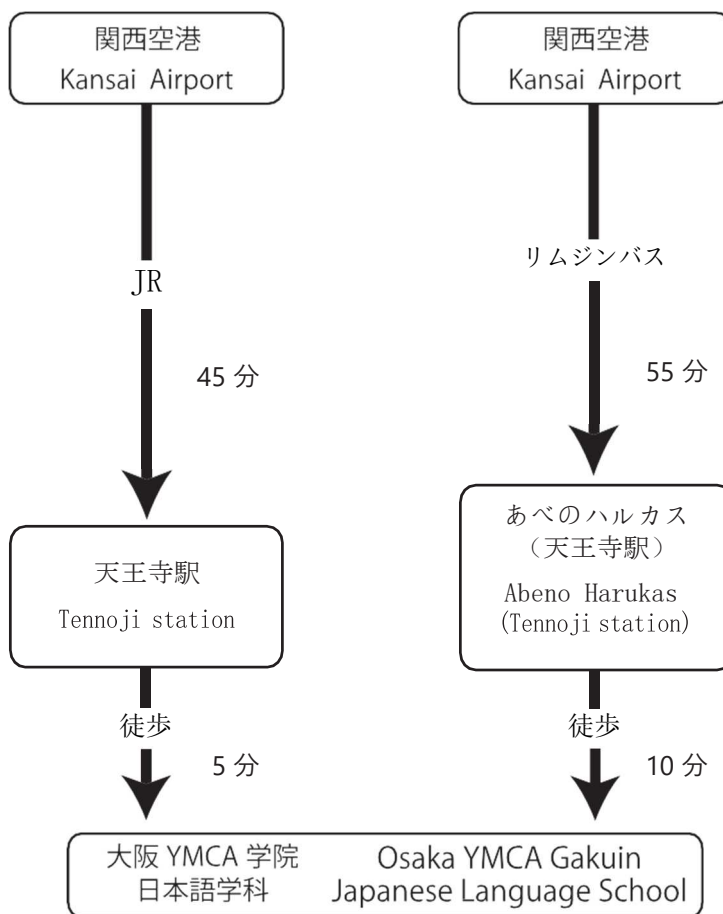 関西空港
Kansai Airport
JR
45 分
天王寺駅
Tennoji station
徒歩
5 分
関西空港
Kansai Airport
リムジンバス
55 分
あべのハルカス
（天王寺駅）
Abeno Harukas
(Tennoji station)
徒歩
10 分
大阪 YMCA 学院
日本語学科
Osaka YMCA Gakuin
Japanese Language School